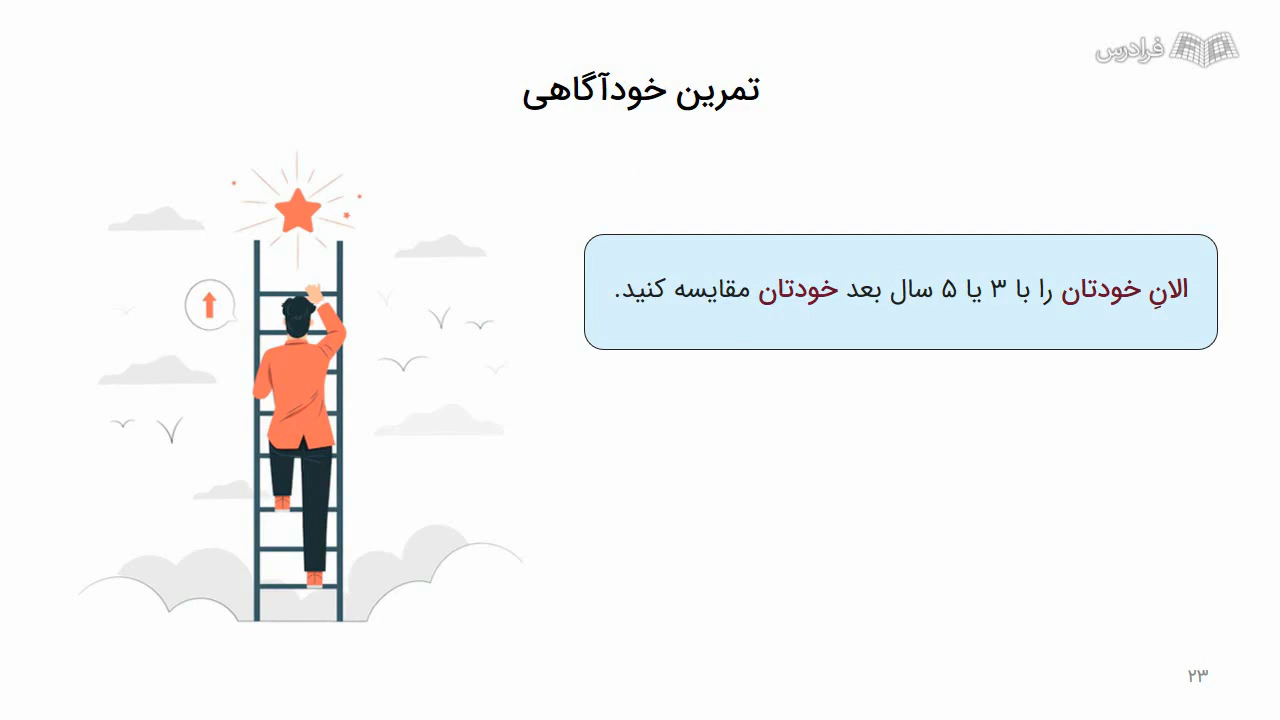 فرادرس
تمرین خودآگاهی
الانِ خودتان را با ۳ یا ۵ سال بعد خودتان مقایسه کنید.
۲۳